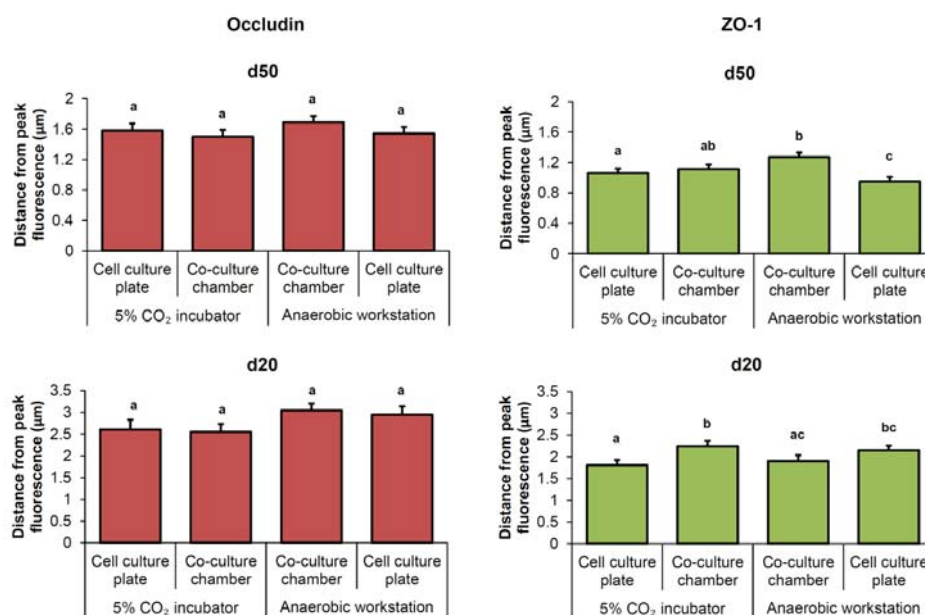 Occludin
d50
Distance from peak
fluorescence (µm)
2
1.6
1.2
0.8
0.4
0
a
a
a
a
Cell culture
plate
Co-culture
chamber
Co-culture
chamber
Cell culture
plate
5% CO₂ incubator
Anaerobic workstation
d20
Distance from peak
fluorescence (µm)
3.5
3
2.5
2
1.5
1
0.5
0
a
a
a
a
Cell culture
plate
Co-culture
chamber
Co-culture
chamber
Cell culture
plate
5% CO₂ incubator
Anaerobic workstation
ZO-1
d50
Distance from peak
fluorescence (µm)
2
1.6
1.2
0.8
0.4
0
a
ab
b
c
Cell culture
plate
Co-culture
chamber
Co-culture
chamber
Cell culture
plate
5% CO₂ incubator
Anaerobic workstation
d20
Distance from peak
fluorescence (µm)
3.5
3
2.5
2
1.5
1
0.5
0
a
b
ac
bc
Cell culture
plate
Co-culture
chamber
Co-culture
chamber
Cell culture
plate
5% CO₂ incubator
Anaerobic workstation